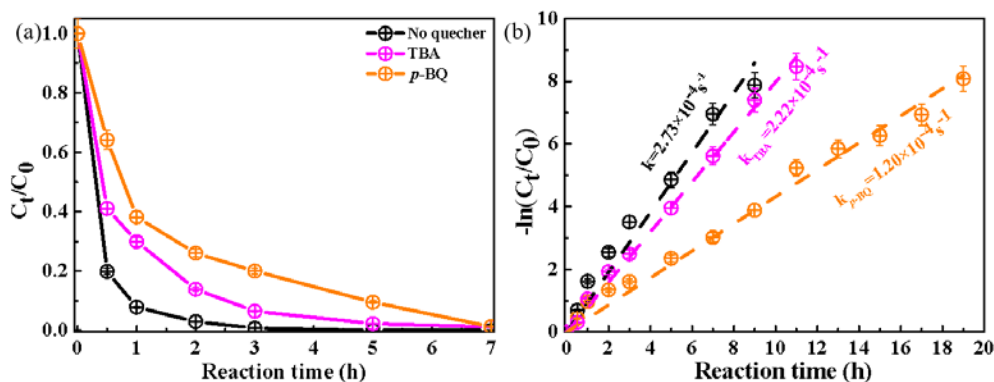 (a)
No quecher
TBA
p-BQ
1.0
0.8
0.6
0.4
0.2
0.0
Cₜ/C₀
0 1 2 3 4 5 6 7
Reaction time (h)
(b)
k=2.73×10⁻⁴s⁻¹
k_TBA=2.22×10⁻⁴s⁻¹
k_p-BQ=1.20×10⁻⁴s⁻¹
10
8
6
4
2
0
-ln(Cₜ/C₀)
0 2 4 6 8 10 12 14 16 18 20
Reaction time (h)